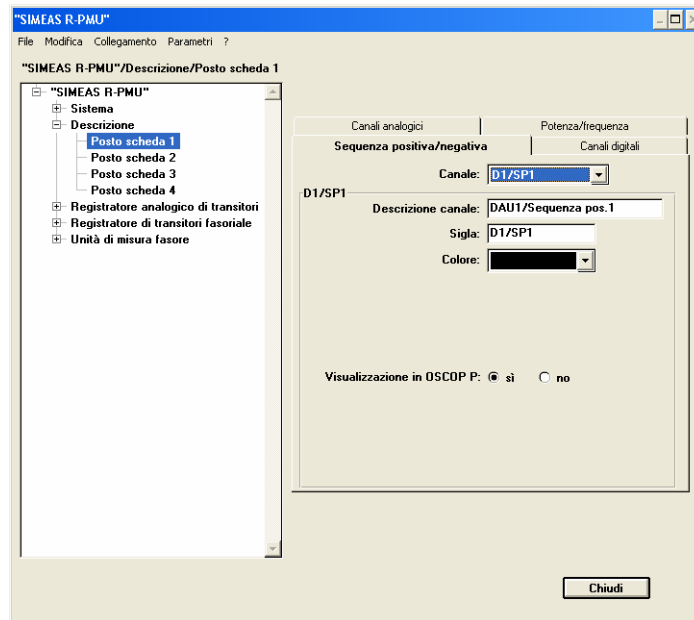 "SIMEAS R-PMU"
File Modifica Collegamento Parametri ?
"SIMEAS R-PMU"/Descrizione/Posto scheda 1
"SIMEAS R-PMU"
Sistema
Descrizione
Posto scheda 1
Posto scheda 2
Posto scheda 3
Posto scheda 4
Registratore analogico di transitori
Registratore di transitori fasoriale
Unità di misura fasore
Canali analogici
Potenza/frequenza
Sequenza positiva/negativa
Canali digitali
Canale: D1/SP1
D1/SP1
Descrizione canale: DAU1/Sequenza pos.1
Sigla: D1/SP1
Colore:
Visualizzazione in OSCOP P: sì no
Chiudi